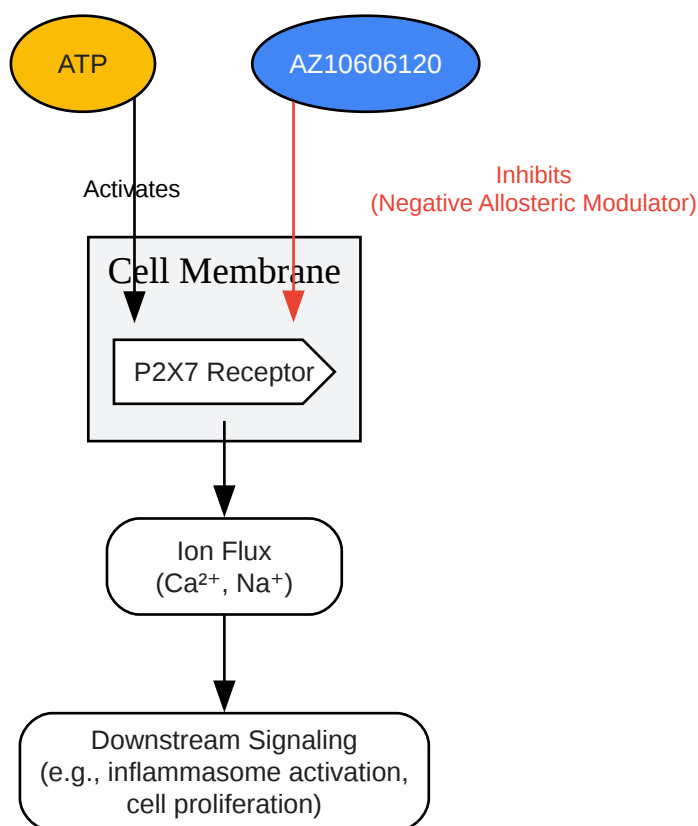 ATP
AZ10606120
Activates
Inhibits
(Negative Allosteric Modulator)
Cell Membrane
P2X7 Receptor
Ion Flux
(Ca²⁺, Na⁺)
Downstream Signaling
(e.g., inflammasome activation,
cell proliferation)